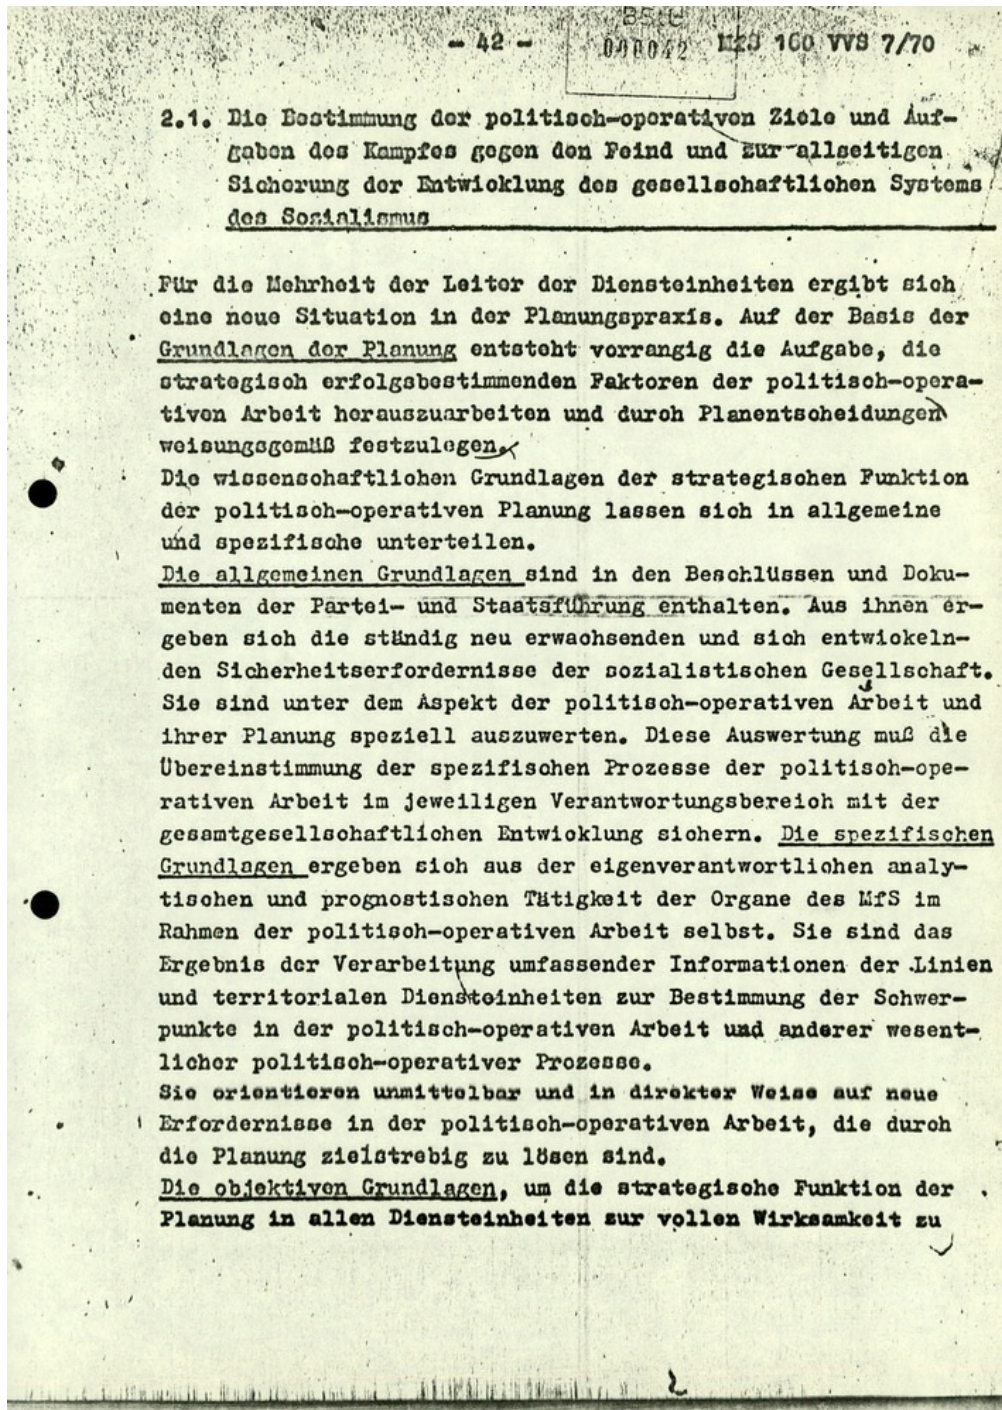 BStU
- 42 -
000042
MfS 160 VVS 7/70
2.1. Die Bestimmung der politisch-operativen Ziele und Auf-
gaben des Kampfes gegen den Feind und zur allseitigen
Sicherung der Entwicklung des gesellschaftlichen Systems
des Sozialismus
Für die Mehrheit der Leiter der Diensteinheiten ergibt sich
eine neue Situation in der Planungspraxis. Auf der Basis der
Grundlagen der Planung entsteht vorrangig die Aufgabe, die
strategisch erfolgsbestimmenden Faktoren der politisch-opera-
tiven Arbeit herauszuarbeiten und durch Planentscheidungen
weisungsgemäß festzulegen.
Die wissenschaftlichen Grundlagen der strategischen Funktion
der politisch-operativen Planung lassen sich in allgemeine
und spezifische unterteilen.
Die allgemeinen Grundlagen sind in den Beschlüssen und Doku-
menten der Partei- und Staatsführung enthalten. Aus ihnen er-
geben sich die ständig neu erwachsenden und sich entwickeln-
den Sicherheitserfordernisse der sozialistischen Gesellschaft.
Sie sind unter dem Aspekt der politisch-operativen Arbeit und
ihrer Planung speziell auszuwerten. Diese Auswertung muß die
Übereinstimmung der spezifischen Prozesse der politisch-ope-
rativen Arbeit im jeweiligen Verantwortungsbereich mit der
gesamtgesellschaftlichen Entwicklung sichern. Die spezifischen
Grundlagen ergeben sich aus der eigenverantwortlichen analy-
tischen und prognostischen Tätigkeit der Organe des MfS im
Rahmen der politisch-operativen Arbeit selbst. Sie sind das
Ergebnis der Verarbeitung umfassender Informationen der Linien
und territorialen Diensteinheiten zur Bestimmung der Schwer-
punkte in der politisch-operativen Arbeit und anderer wesent-
licher politisch-operativer Prozesse.
Sie orientieren unmittelbar und in direkter Weise auf neue
Erfordernisse in der politisch-operativen Arbeit, die durch
die Planung zielstrebig zu lösen sind.
Die objektiven Grundlagen, um die strategische Funktion der
Planung in allen Diensteinheiten zur vollen Wirksamkeit zu